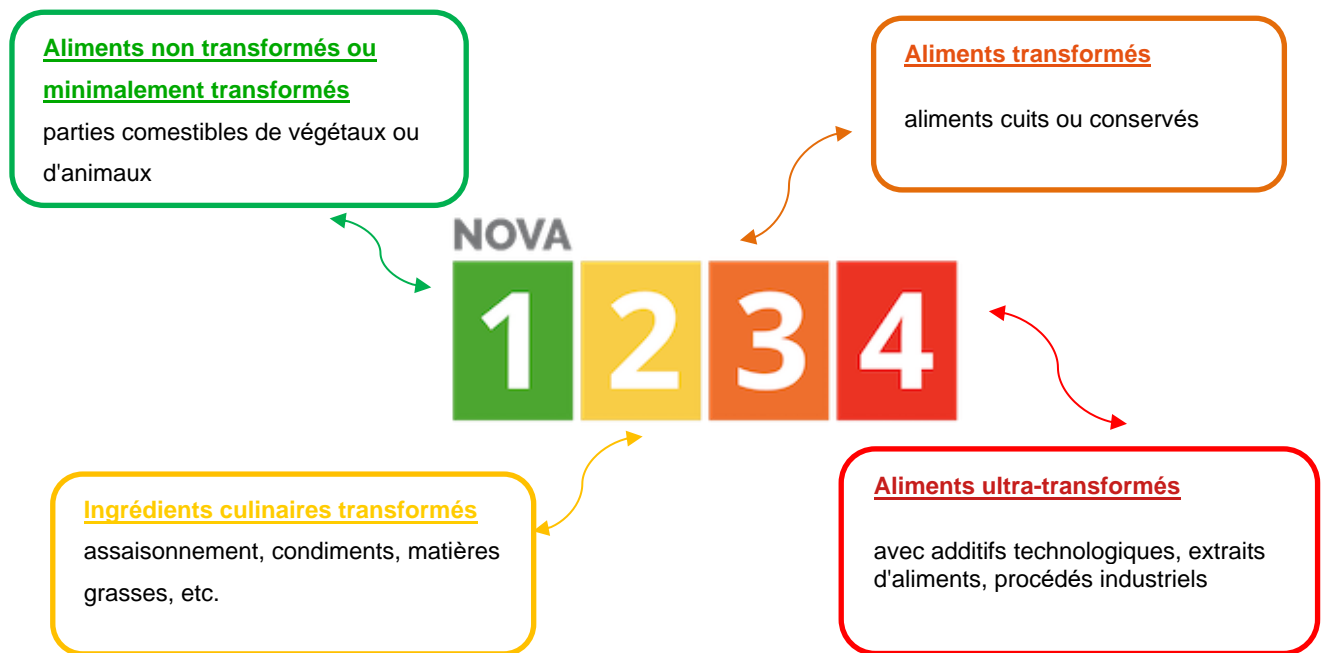 Aliments non transformés ou
minimalement transformés
parties comestibles de végétaux ou
d'animaux
Aliments transformés
aliments cuits ou conservés
NOVA
1 2 3 4
Ingrédients culinaires transformés
assaisonnement, condiments, matières
grasses, etc.
Aliments ultra-transformés
avec additifs technologiques, extraits
d'aliments, procédés industriels